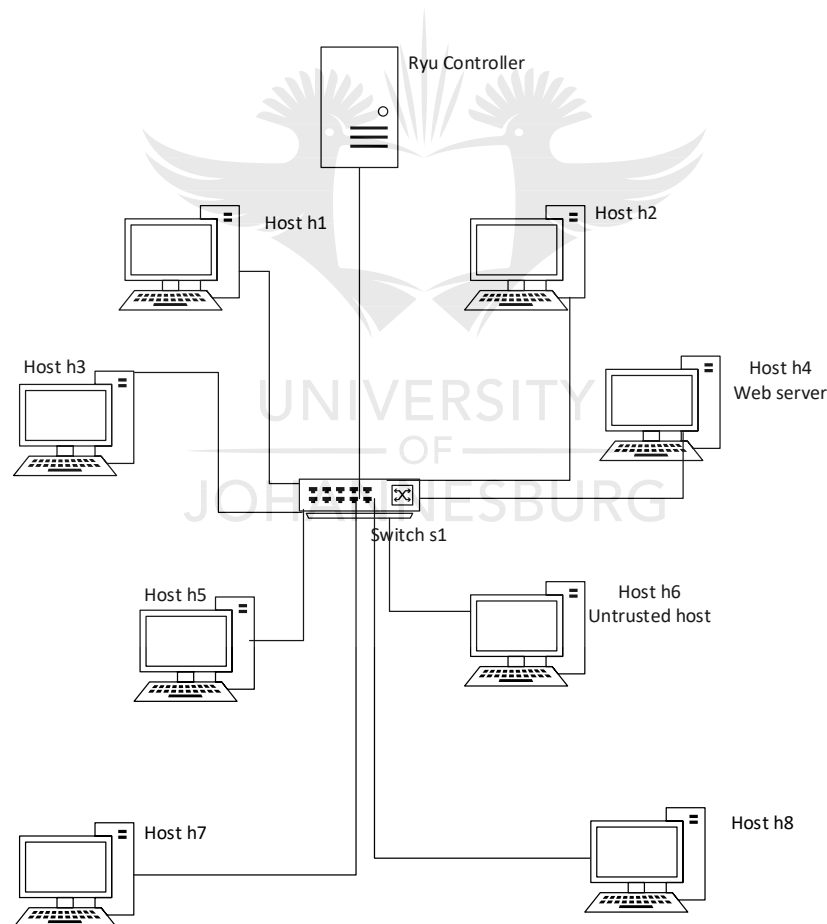 Ryu Controller
Host h1
Host h2
Host h3
Host h4
Web server
UNIVERSITY
OF
JOHANNESBURG
Switch s1
Host h5
Host h6
Untrusted host
Host h7
Host h8